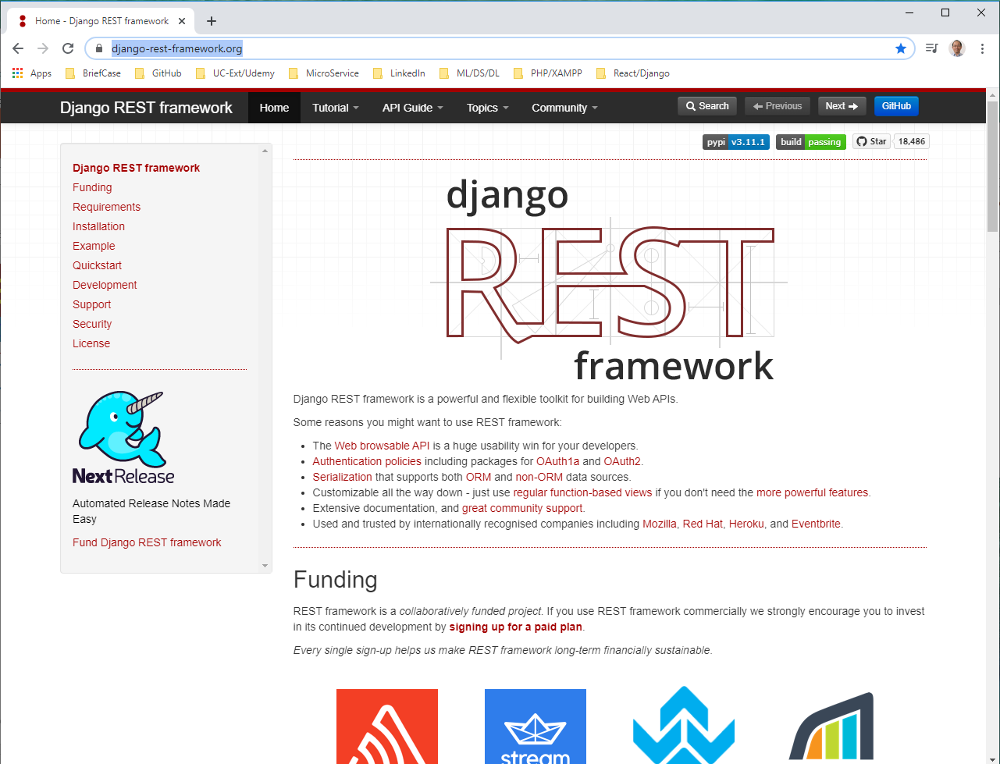 Home - Django REST framework
django-rest-framework.org
Apps BriefCase GitHub UC-Ext/Udemy MicroService LinkedIn ML/DS/DL PHP/XAMPP React/Django
Django REST framework Home Tutorial API Guide Topics Community Search Previous Next GitHub
pypi v3.11.1 build passing Star 18,486
Django REST framework
Funding
Requirements
Installation
Example
Quickstart
Development
Support
Security
License
Next Release
Automated Release Notes Made
Easy
Fund Django REST framework
django
REST
framework
Django REST framework is a powerful and flexible toolkit for building Web APIs.
Some reasons you might want to use REST framework:
• The Web browsable API is a huge usability win for your developers.
• Authentication policies including packages for OAuth1a and OAuth2.
• Serialization that supports both ORM and non-ORM data sources.
• Customizable all the way down - just use regular function-based views if you don't need the more powerful features.
• Extensive documentation, and great community support.
• Used and trusted by internationally recognised companies including Mozilla, Red Hat, Heroku, and Eventbrite.
Funding
REST framework is a collaboratively funded project. If you use REST framework commercially we strongly encourage you to invest
in its continued development by signing up for a paid plan.
Every single sign-up helps us make REST framework long-term financially sustainable.
stream